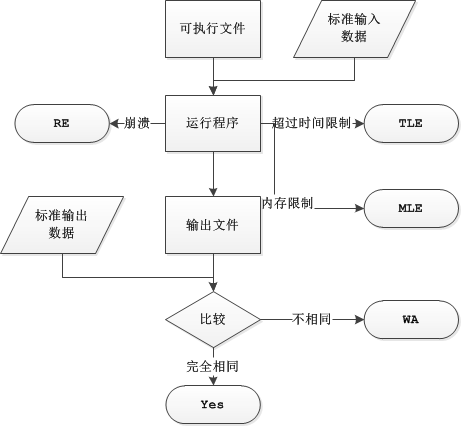 可执行文件
标准输入
数据
RE
崩溃
运行程序
超过时间限制
TLE
标准输出
数据
输出文件
内存限制
MLE
比较
不相同
WA
完全相同
Yes